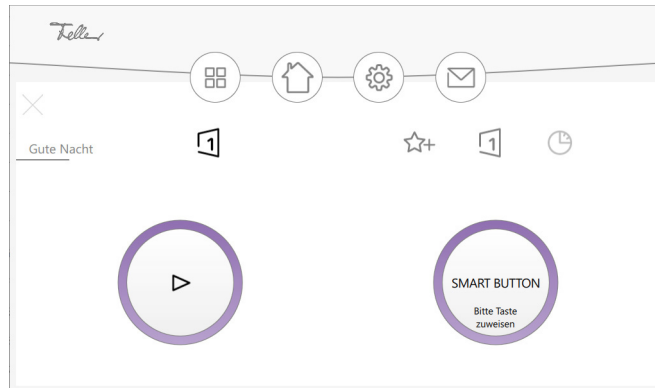 Feller
Gute Nacht
1
1
SMART BUTTON
Bitte Taste
zuweisen